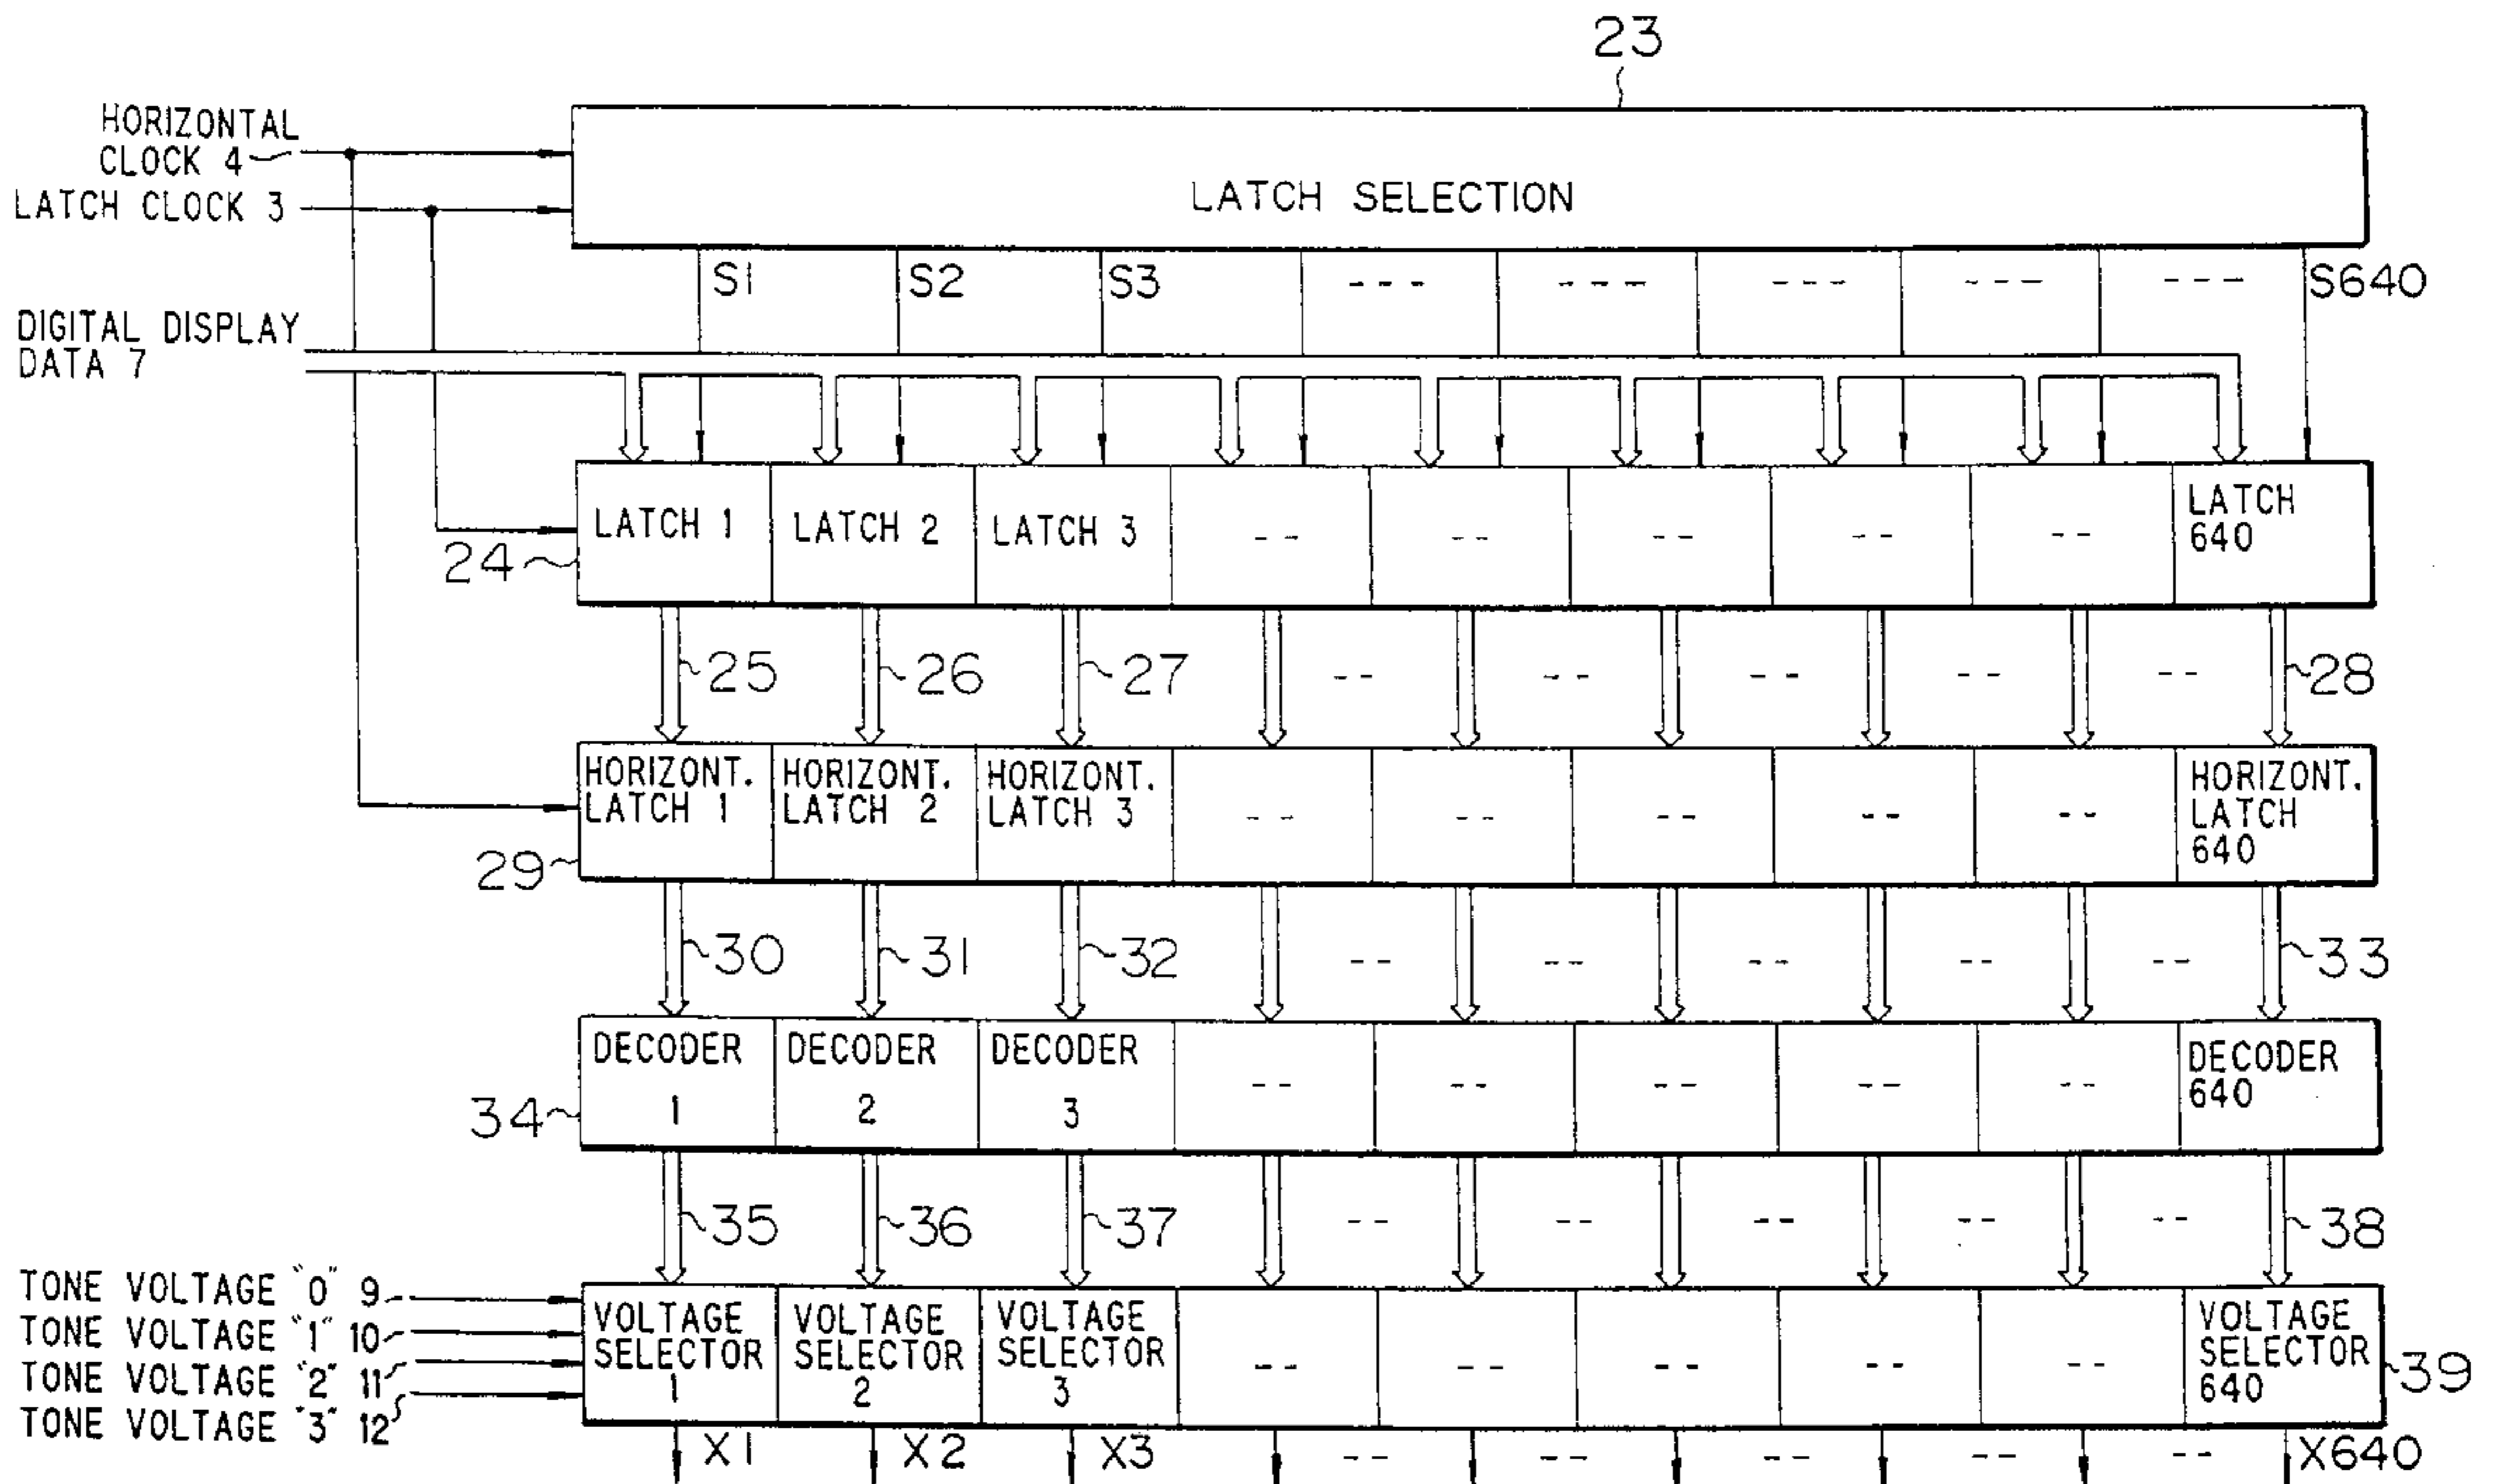 23
HORIZONTAL
CLOCK 4
LATCH CLOCK 3
LATCH SELECTION
S1 S2 S3 --- --- --- --- --- S640
DIGITAL DISPLAY
DATA 7
LATCH 1 LATCH 2 LATCH 3 -- -- -- -- -- LATCH
640
24
25 26 27 -- -- -- -- -- 28
HORIZONT. HORIZONT. HORIZONT. HORIZONT.
LATCH 1 LATCH 2 LATCH 3 -- -- -- -- -- LATCH
640
29
30 31 32 -- -- -- -- -- 33
DECODER DECODER DECODER DECODER
1 2 3 -- -- -- -- -- 640
34
35 36 37 -- -- -- -- -- 38
TONE VOLTAGE "0" 9
TONE VOLTAGE "1" 10
TONE VOLTAGE "2" 11
TONE VOLTAGE "3" 12
VOLTAGE VOLTAGE VOLTAGE VOLTAGE
SELECTOR SELECTOR SELECTOR -- -- -- -- -- SELECTOR
1 2 3 640
39
X1 X2 X3 -- -- -- -- -- X640